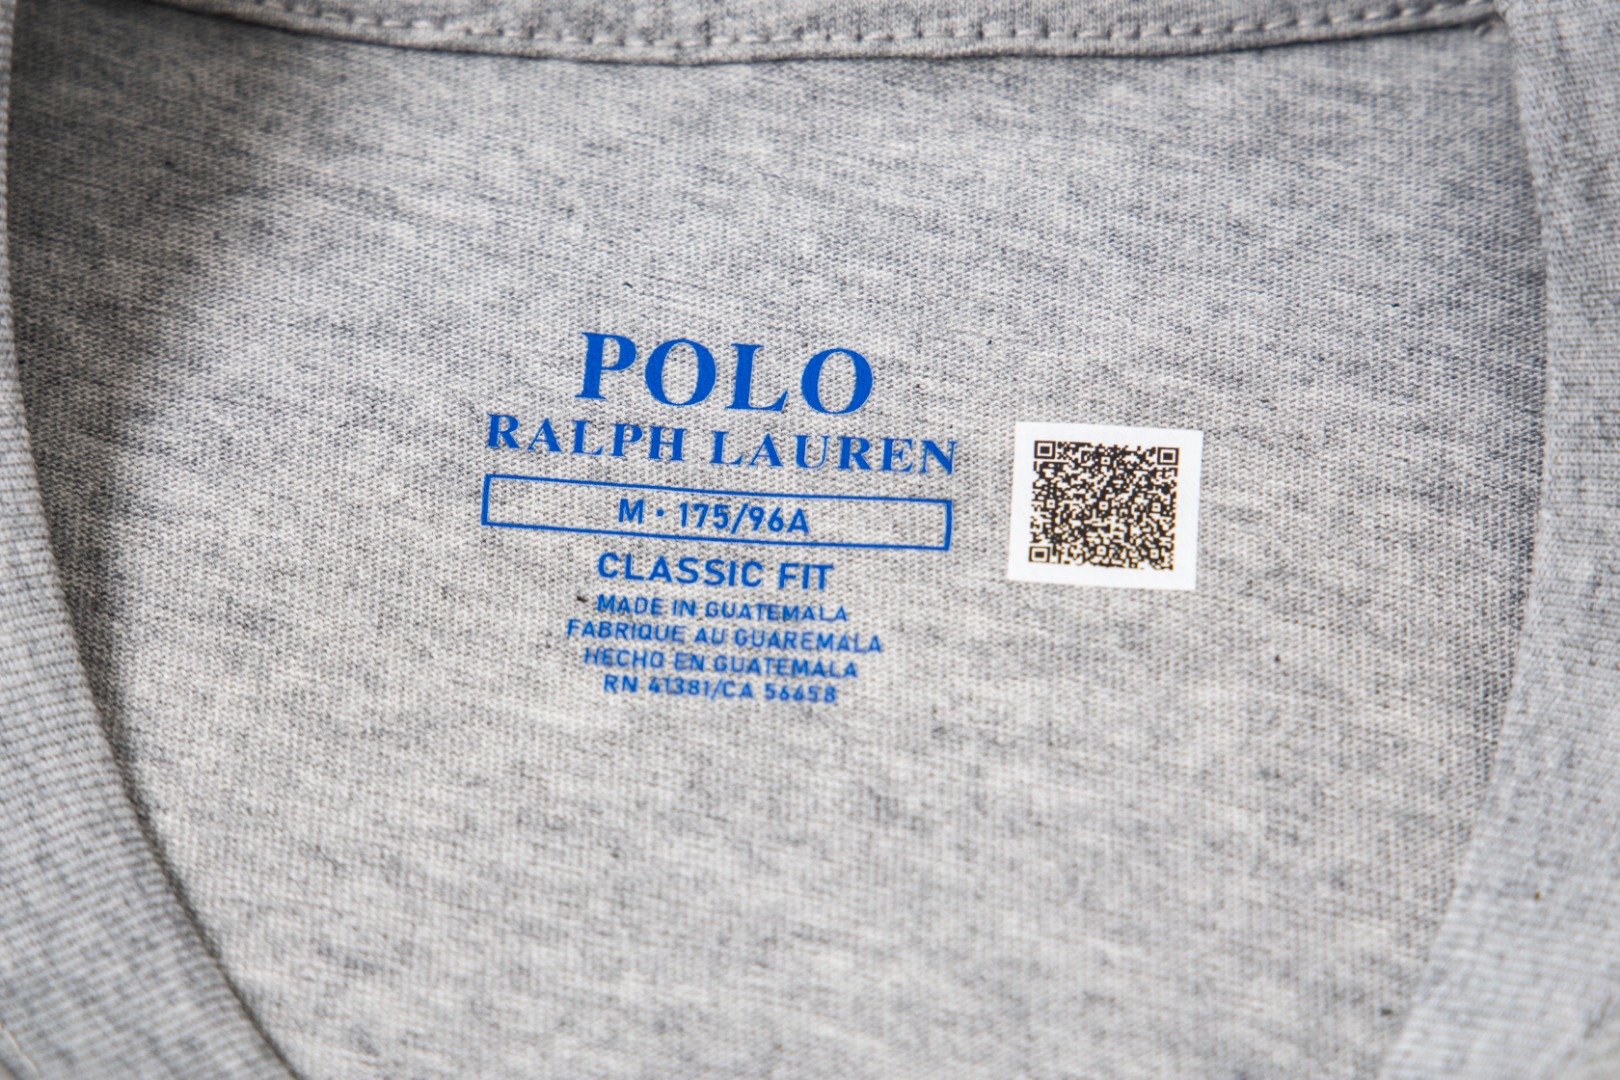 POLO
RALPH LAUREN
M • 175/96A
CLASSIC FIT
MADE IN GUATEMALA
FABRIQUE AU GUAREMALA
HECHO EN GUATEMALA
RN 41381/CA 56658